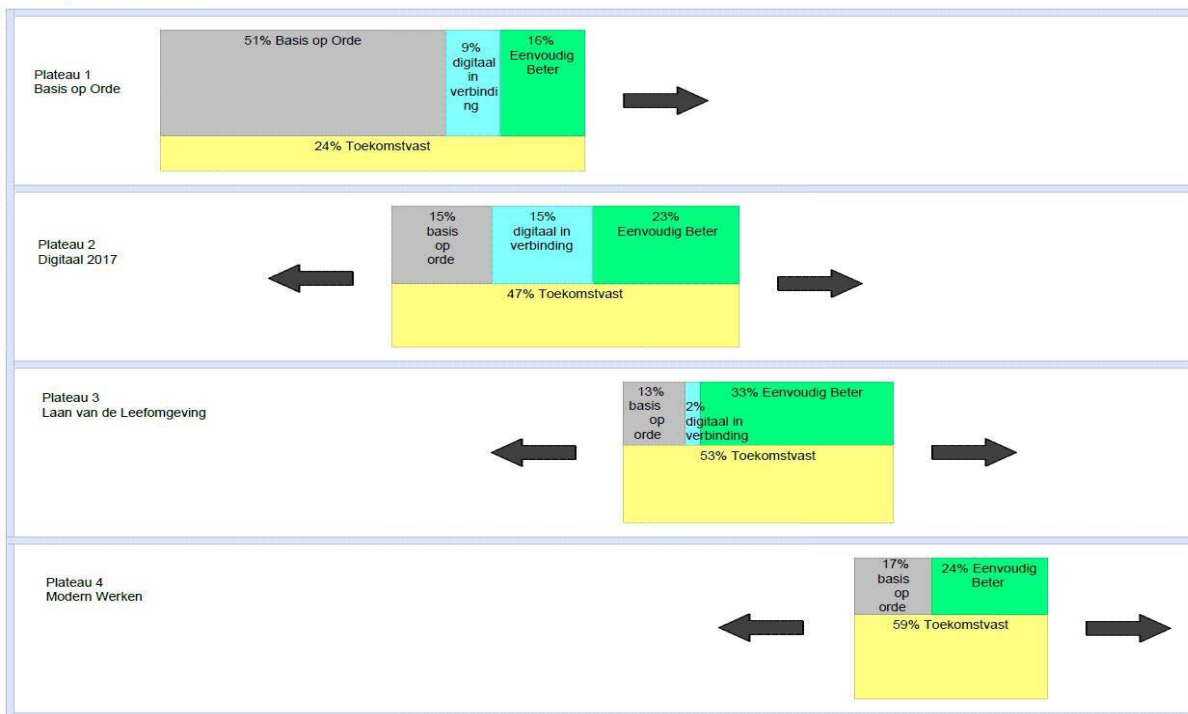 Plateau 1
Basis op Orde
51% Basis op Orde
9%
digitaal
in
verbindi
ng
16%
Eenvoudig
Beter
24% Toekomstvast
Plateau 2
Digitaal 2017
15%
basis
op
orde
15%
digitaal in
verbinding
23%
Eenvoudig Beter
47% Toekomstvast
Plateau 3
Laan van de Leefomgeving
13%
basis
op
orde
2%
digitaal in
verbinding
33% Eenvoudig Beter
53% Toekomstvast
Plateau 4
Modern Werken
17%
basis
op
orde
24% Eenvoudig
Beter
59% Toekomstvast